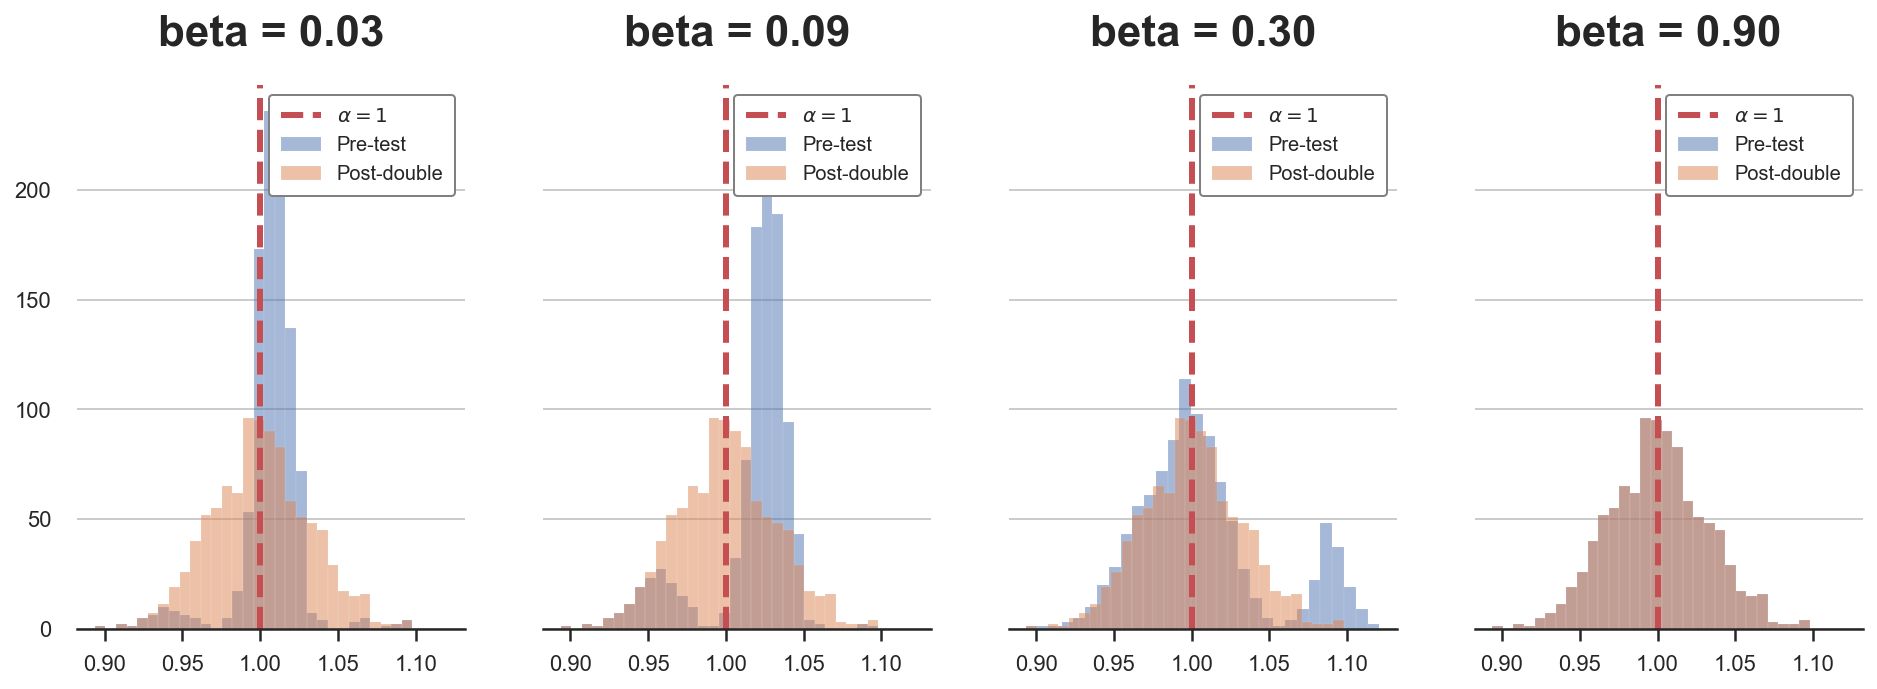 beta = 0.03
beta = 0.09
beta = 0.30
beta = 0.90
α = 1
Pre-test
Post-double
α = 1
Pre-test
Post-double
α = 1
Pre-test
Post-double
α = 1
Pre-test
Post-double
200
150
100
50
0
0.90 0.95 1.00 1.05 1.10
0.90 0.95 1.00 1.05 1.10
0.90 0.95 1.00 1.05 1.10
0.90 0.95 1.00 1.05 1.10